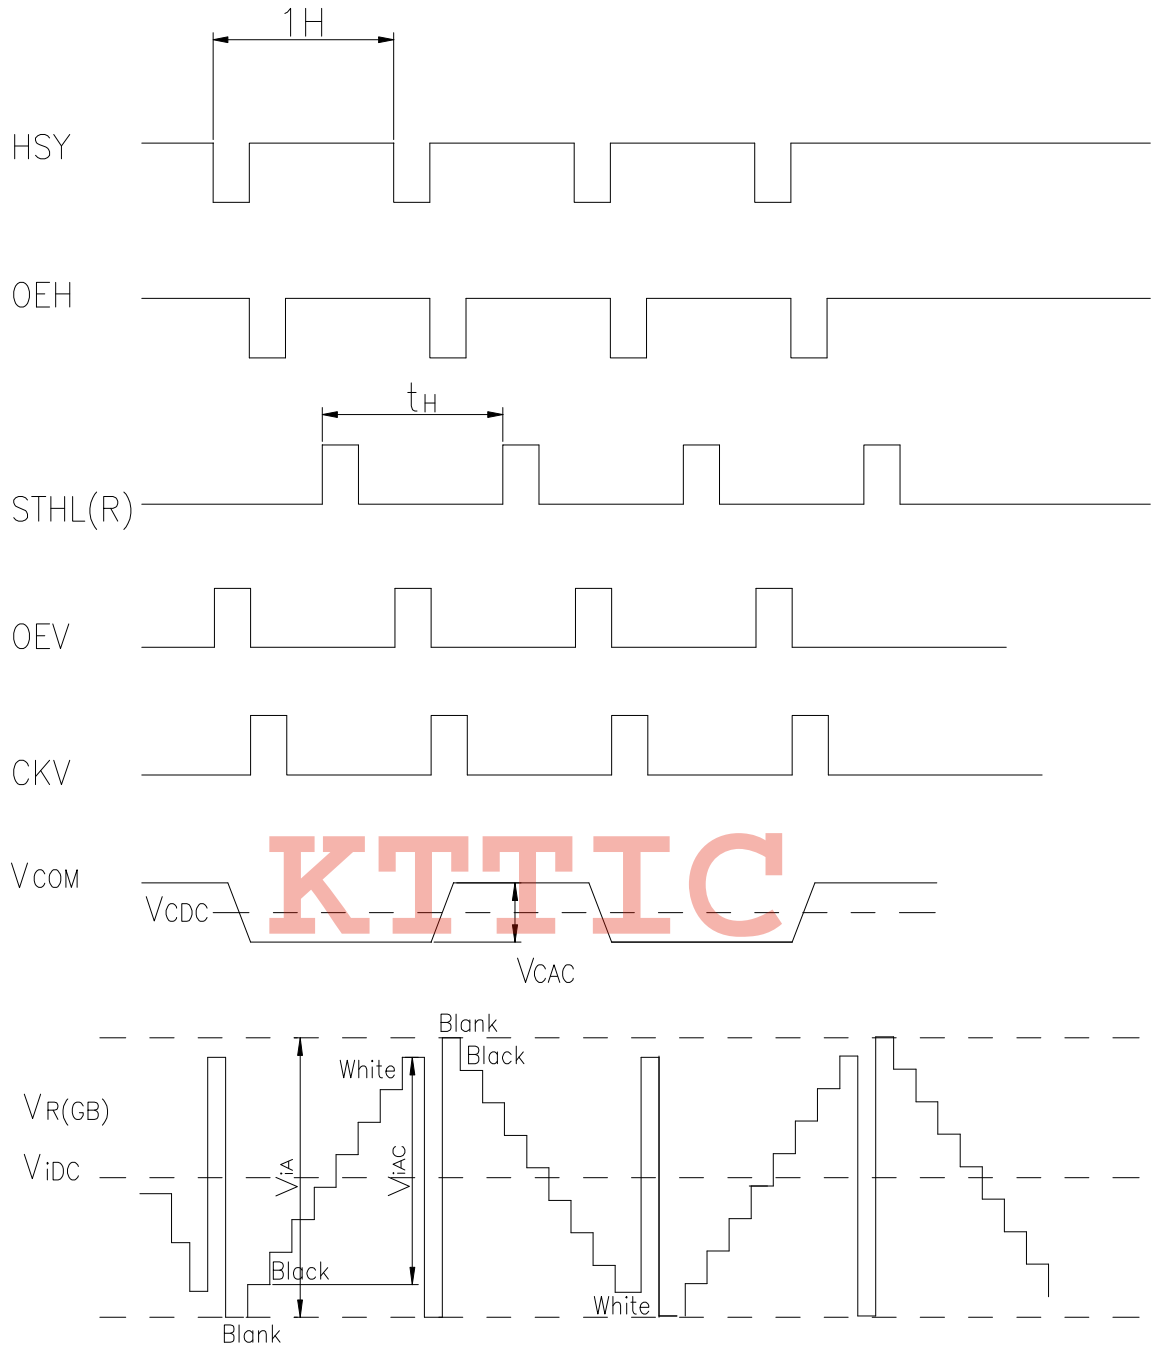 1H
HSY
OEH
tH
STHL(R)
OEV
CKV
KTTIC
VCOM
VCDC
VCAC
Blank
Black
White
VR(GB)
ViA
ViAC
ViDC
Black
White
Blank